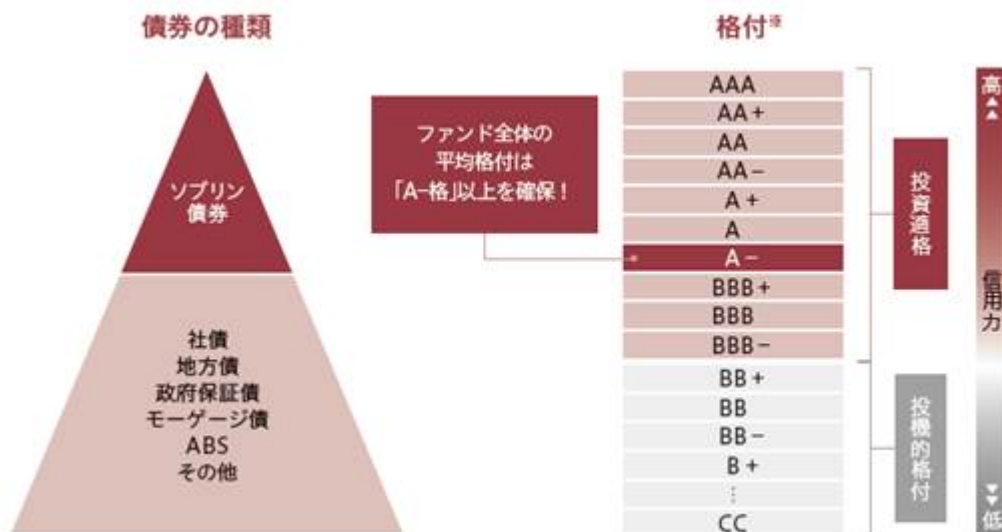 債券の種類
ソブリン
債券
社債
地方債
政府保証債
モーゲージ債
ABS
その他
ファンド全体の
平均格付は
「A−格」以上を確保！
格付※
AAA
AA+
AA
AA−
A+
A
A−
BBB+
BBB
BBB−
BB+
BB
BB−
B+
⋮
CC
投資適格
投機的格付
高
信用力
低